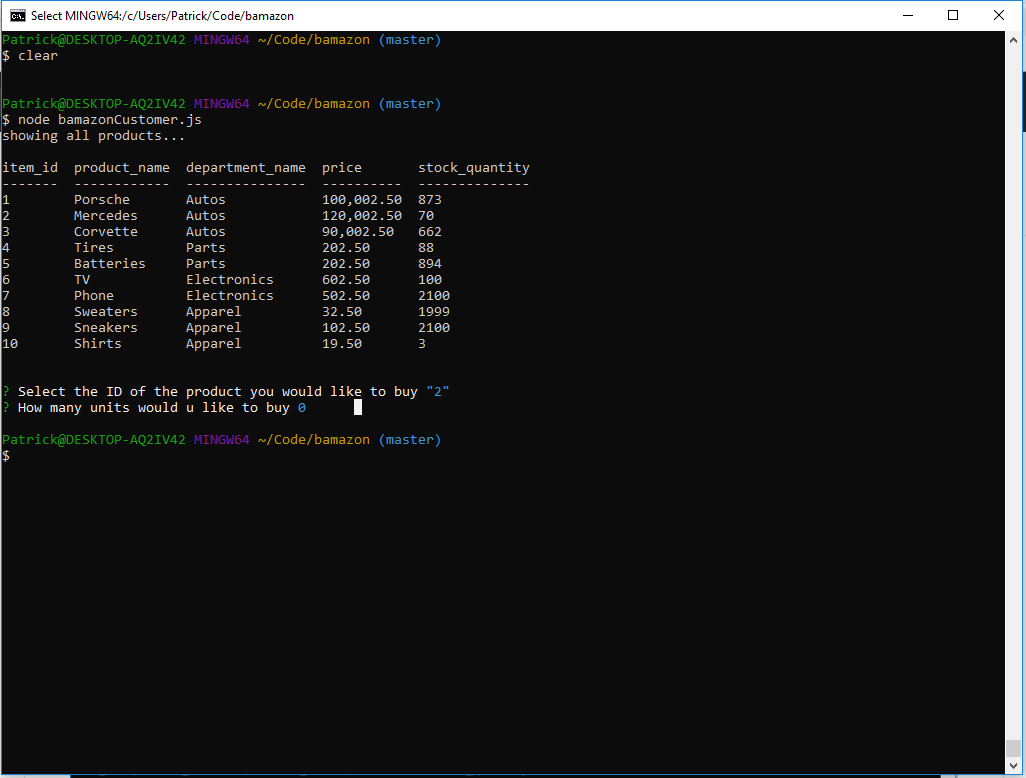 Select MINGW64:/c/Users/Patrick/Code/bamazon
Patrick@DESKTOP-AQ2IV42 MINGW64 ~/Code/bamazon (master)
$ clear
Patrick@DESKTOP-AQ2IV42 MINGW64 ~/Code/bamazon (master)
$ node bamazonCustomer.js
showing all products...
item_id  product_name  department_name  price       stock_quantity
-------  ------------  ---------------  ----------  --------------
1        Porsche       Autos            100,002.50  873
2        Mercedes      Autos            120,002.50  70
3        Corvette      Autos            90,002.50   662
4        Tires         Parts            202.50      88
5        Batteries     Parts            202.50      894
6        TV            Electronics      602.50      100
7        Phone         Electronics      502.50      2100
8        Sweaters      Apparel          32.50       1999
9        Sneakers      Apparel          102.50      2100
10       Shirts        Apparel          19.50       3
? Select the ID of the product you would like to buy "2"
? How many units would u like to buy 0
Patrick@DESKTOP-AQ2IV42 MINGW64 ~/Code/bamazon (master)
$